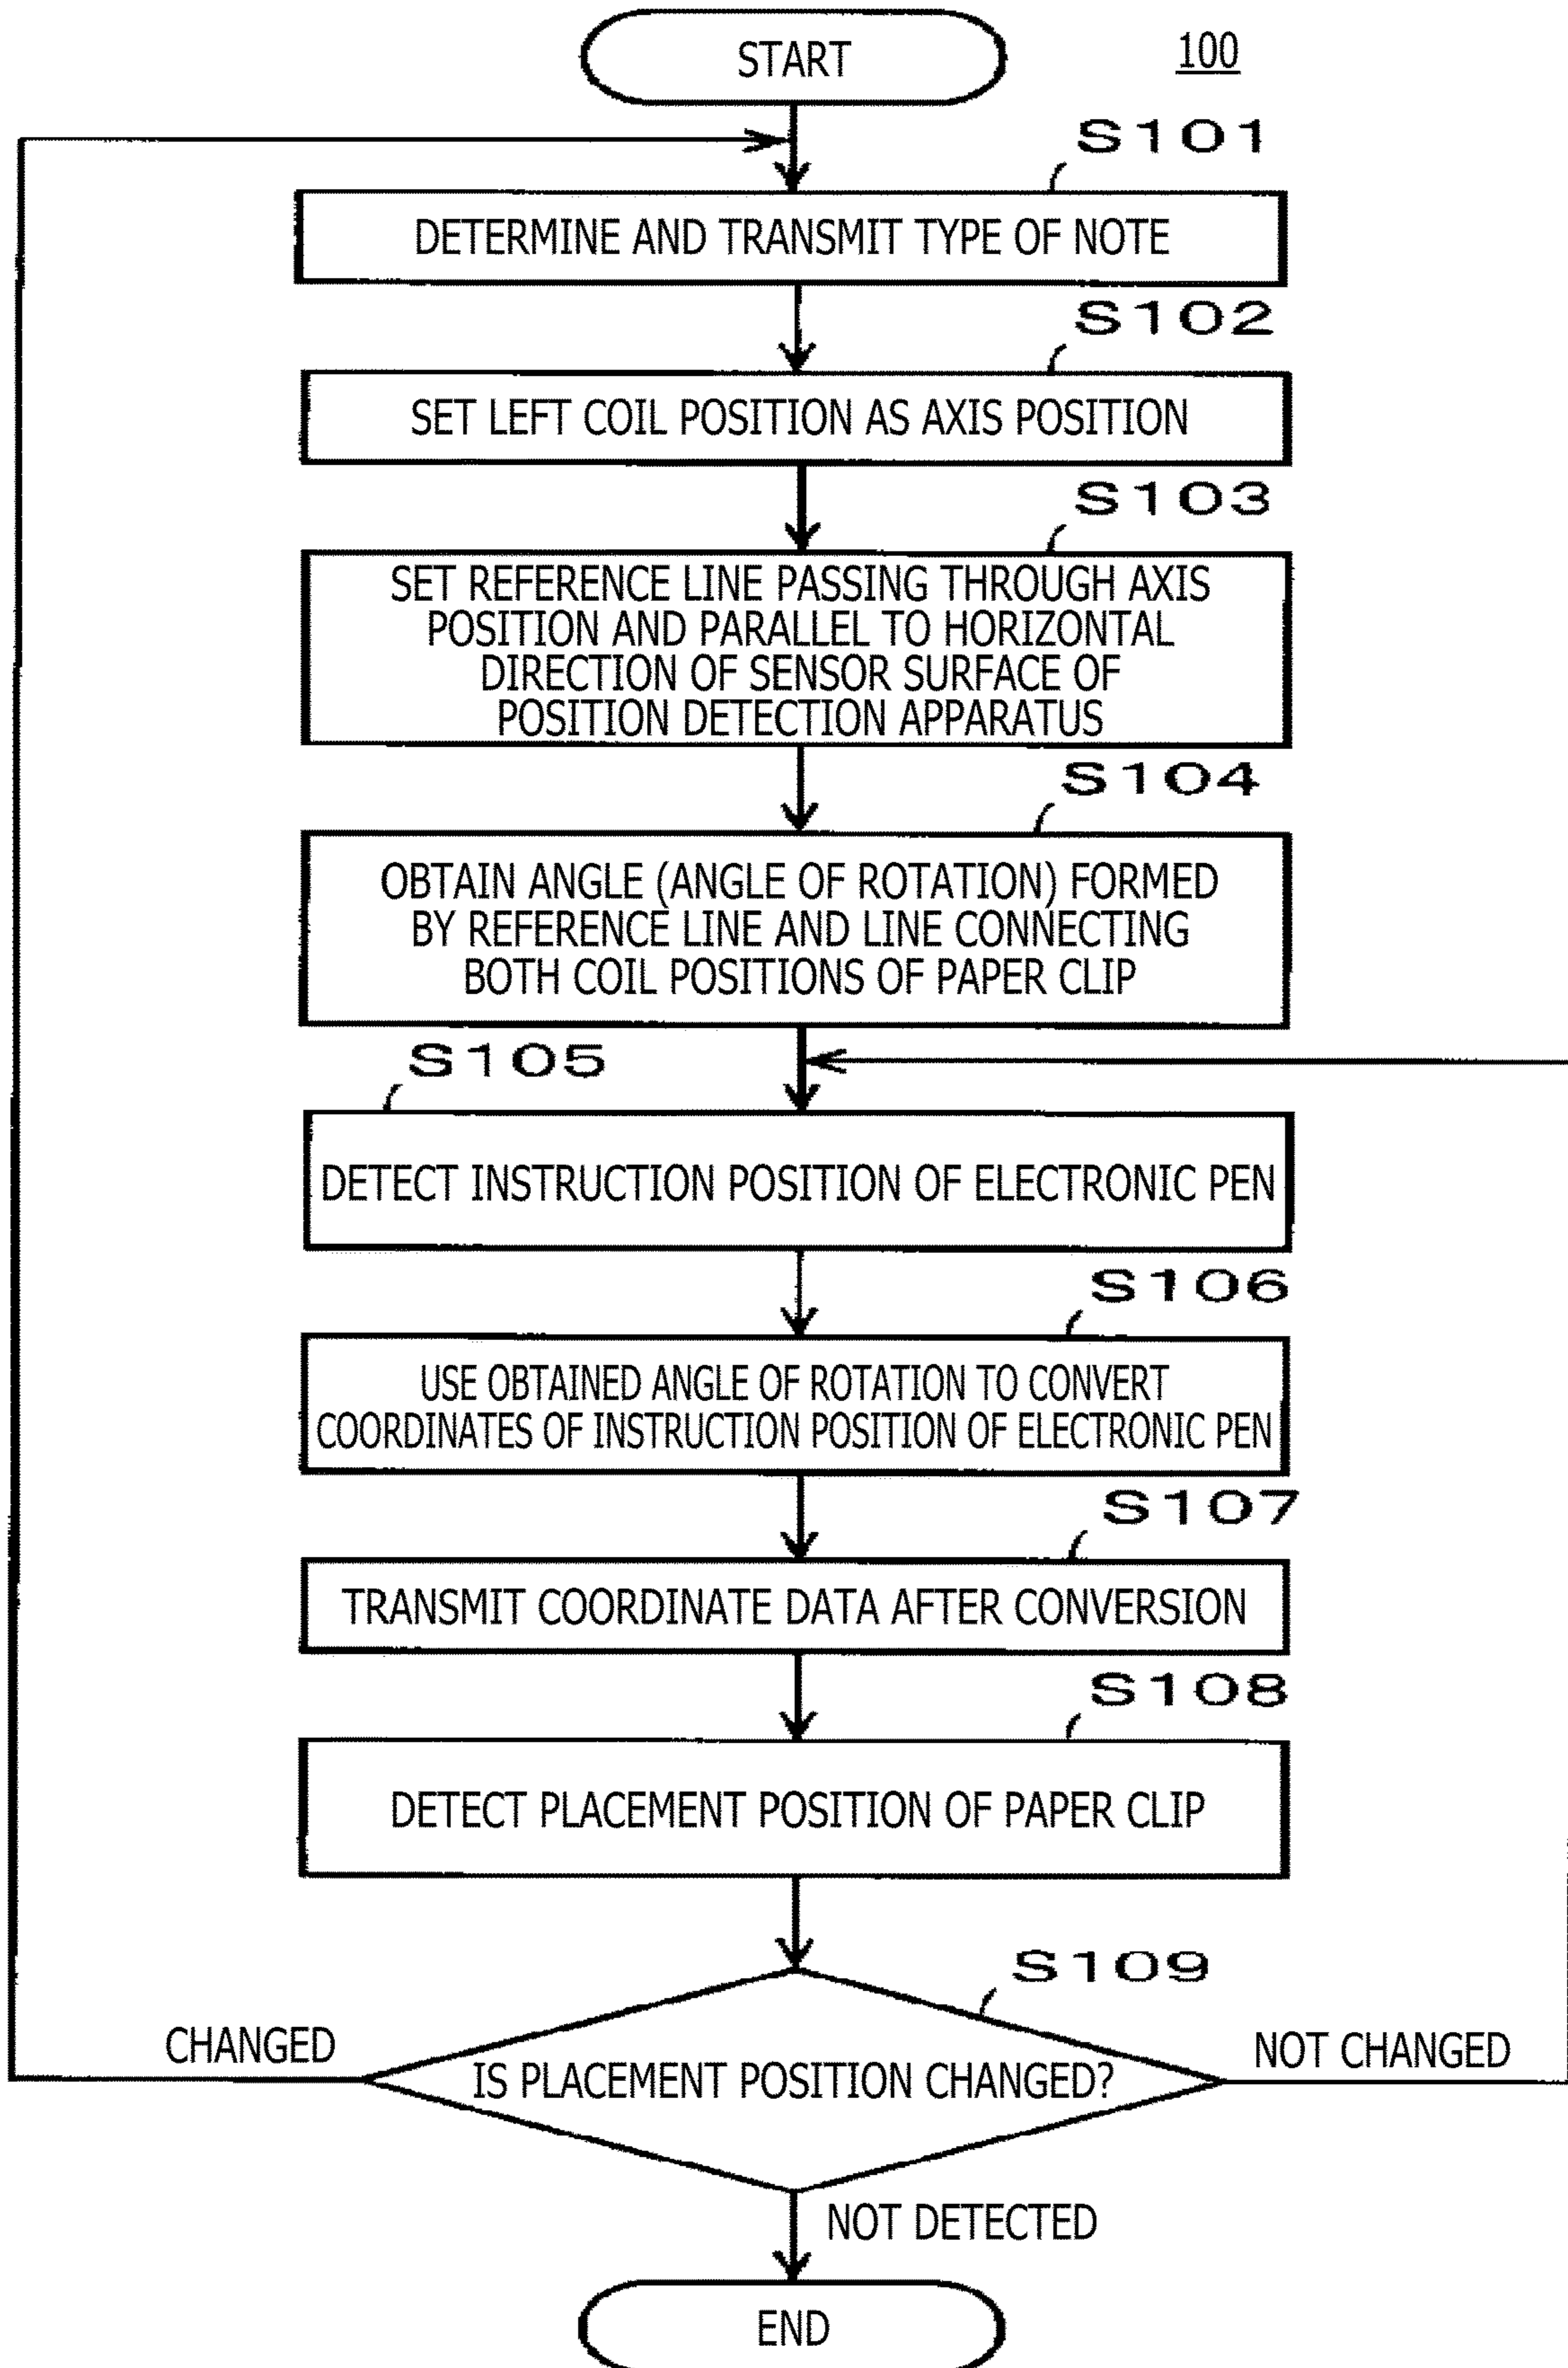 START
100
S101
DETERMINE AND TRANSMIT TYPE OF NOTE
S102
SET LEFT COIL POSITION AS AXIS POSITION
S103
SET REFERENCE LINE PASSING THROUGH AXIS
POSITION AND PARALLEL TO HORIZONTAL
DIRECTION OF SENSOR SURFACE OF
POSITION DETECTION APPARATUS
S104
OBTAIN ANGLE (ANGLE OF ROTATION) FORMED
BY REFERENCE LINE AND LINE CONNECTING
BOTH COIL POSITIONS OF PAPER CLIP
S105
DETECT INSTRUCTION POSITION OF ELECTRONIC PEN
S106
USE OBTAINED ANGLE OF ROTATION TO CONVERT
COORDINATES OF INSTRUCTION POSITION OF ELECTRONIC PEN
S107
TRANSMIT COORDINATE DATA AFTER CONVERSION
S108
DETECT PLACEMENT POSITION OF PAPER CLIP
S109
CHANGED
IS PLACEMENT POSITION CHANGED?
NOT CHANGED
NOT DETECTED
END